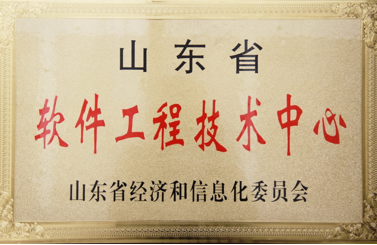 山东省
软件工程技术中心
山东省经济和信息化委员会